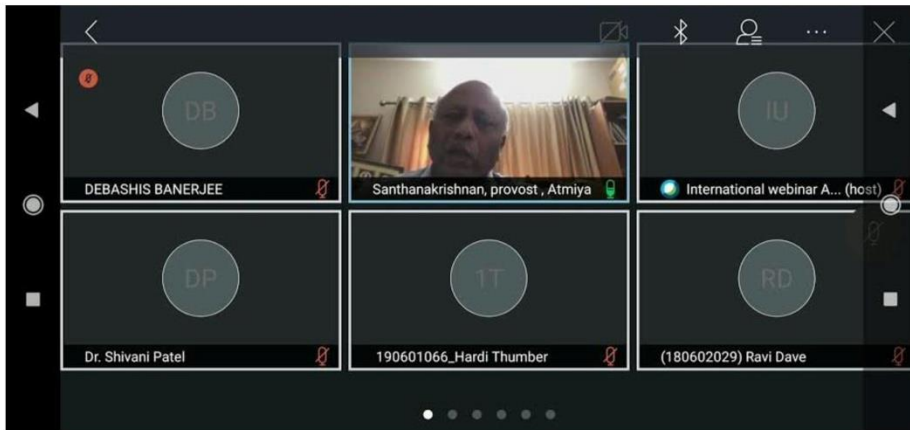 DB
DEBASHIS BANERJEE
Santhanakrishnan, provost , Atmiya
IU
International webinar A... (host)
DP
Dr. Shivani Patel
1T
190601066_Hardi Thumber
RD
(180602029) Ravi Dave